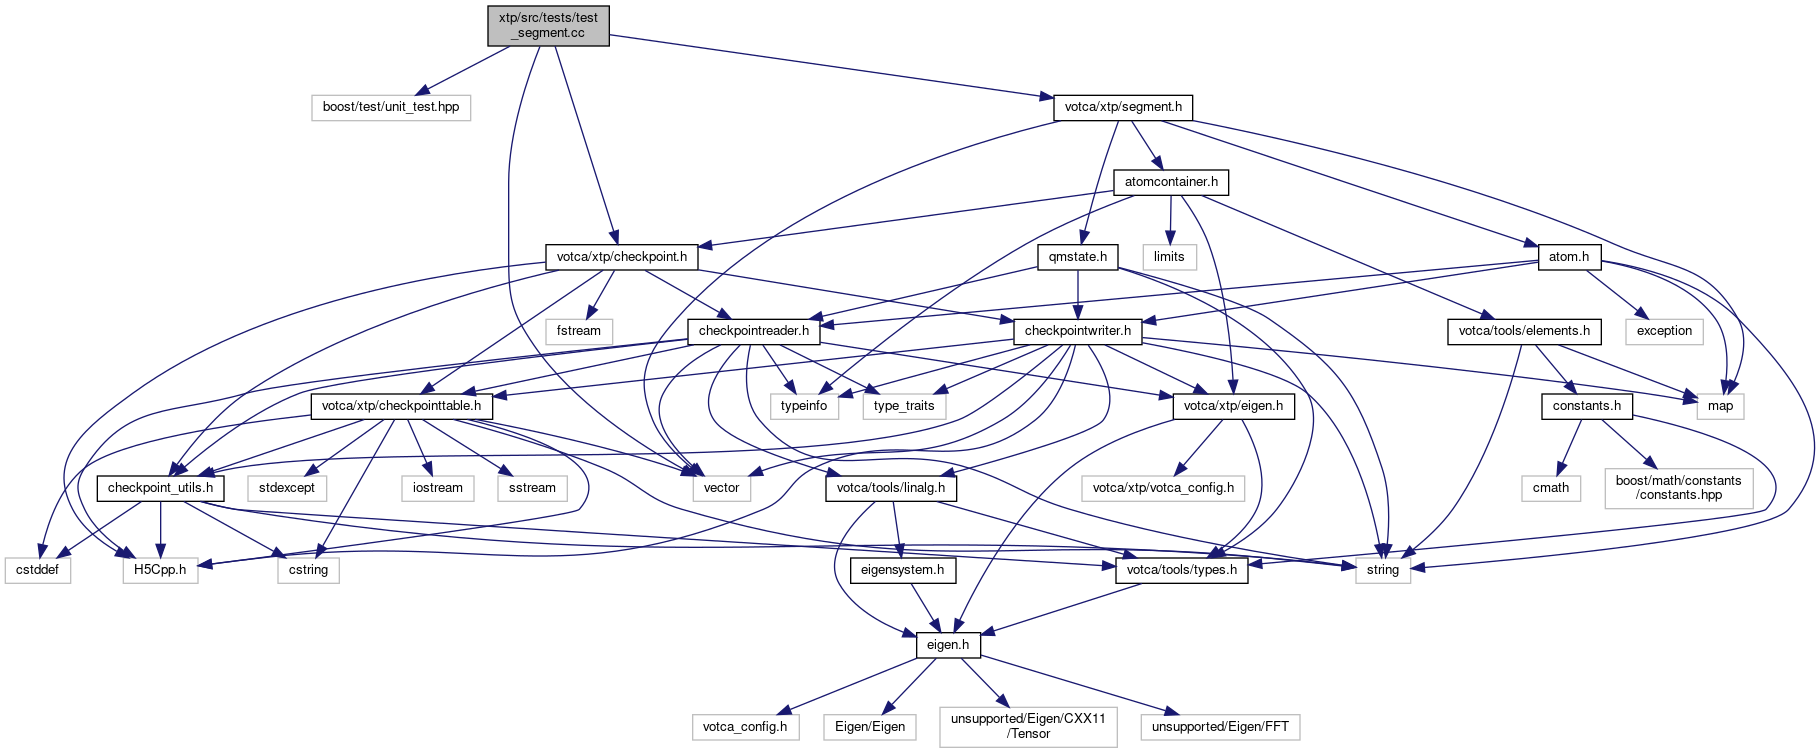 xtp/src/tests/test
_segment.cc
boost/test/unit_test.hpp
votca/xtp/segment.h
atomcontainer.h
votca/xtp/checkpoint.h
qmstate.h
limits
atom.h
fstream
checkpointreader.h
checkpointwriter.h
votca/tools/elements.h
exception
votca/xtp/checkpointtable.h
typeinfo
type_traits
votca/xtp/eigen.h
constants.h
map
checkpoint_utils.h
stdexcept
iostream
sstream
vector
votca/tools/linalg.h
votca/xtp/votca_config.h
cmath
boost/math/constants
/constants.hpp
cstddef
H5Cpp.h
cstring
eigensystem.h
votca/tools/types.h
string
eigen.h
votca_config.h
Eigen/Eigen
unsupported/Eigen/CXX11
/Tensor
unsupported/Eigen/FFT